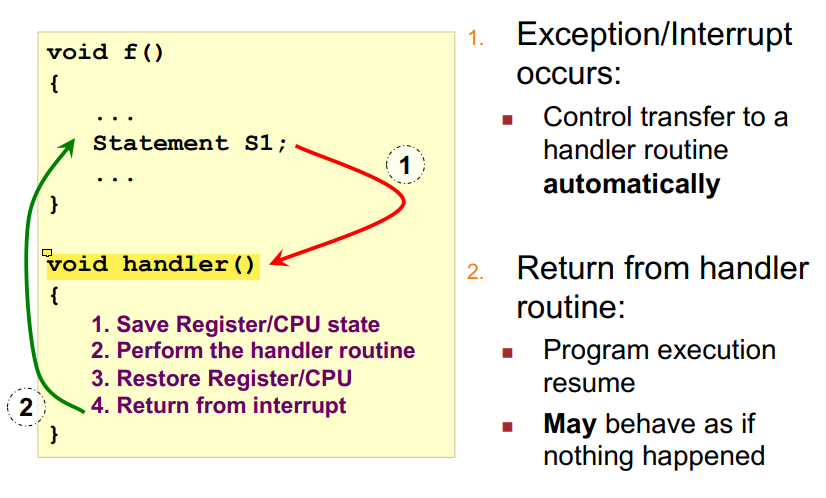 void f()
{
...
Statement S1;
...
}
1
void handler()
{
1. Save Register/CPU state
2. Perform the handler routine
3. Restore Register/CPU
4. Return from interrupt
}
2
1. Exception/Interrupt
occurs:
■ Control transfer to a
handler routine
automatically
2. Return from handler
routine:
■ Program execution
resume
■ May behave as if
nothing happened